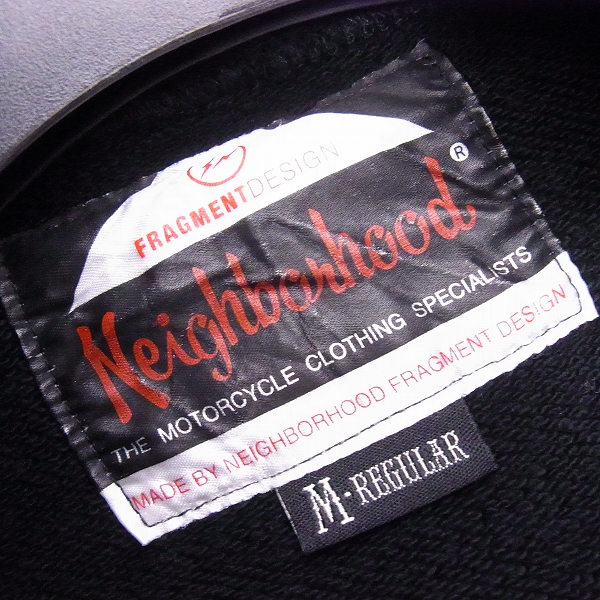 FRAGMENTDESIGN
Neighborhood®
THE MOTORCYCLE CLOTHING SPECIALISTS
MADE BY NEIGHBORHOOD FRAGMENT DESIGN
M-REGULAR